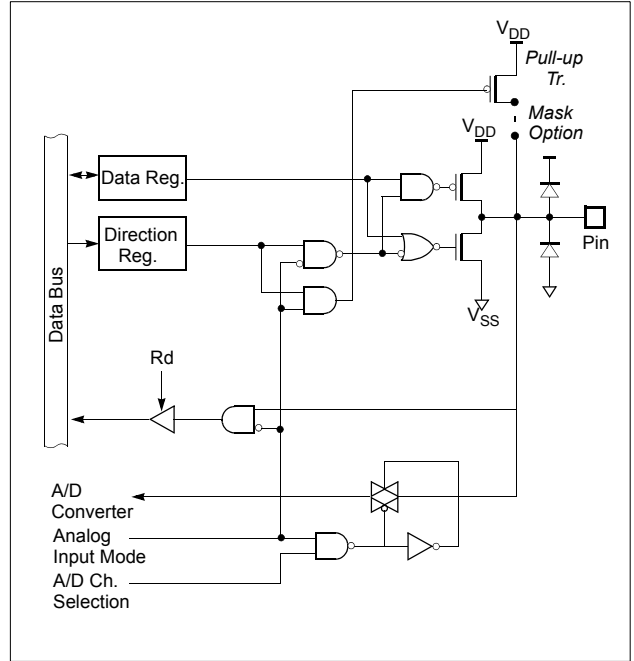 VDD
Pull-up
Tr.
Mask
Option
VDD
Data Reg.
Direction
Reg.
Pin
Data Bus
VSS
Rd
A/D
Converter
Analog
Input Mode
A/D Ch.
Selection